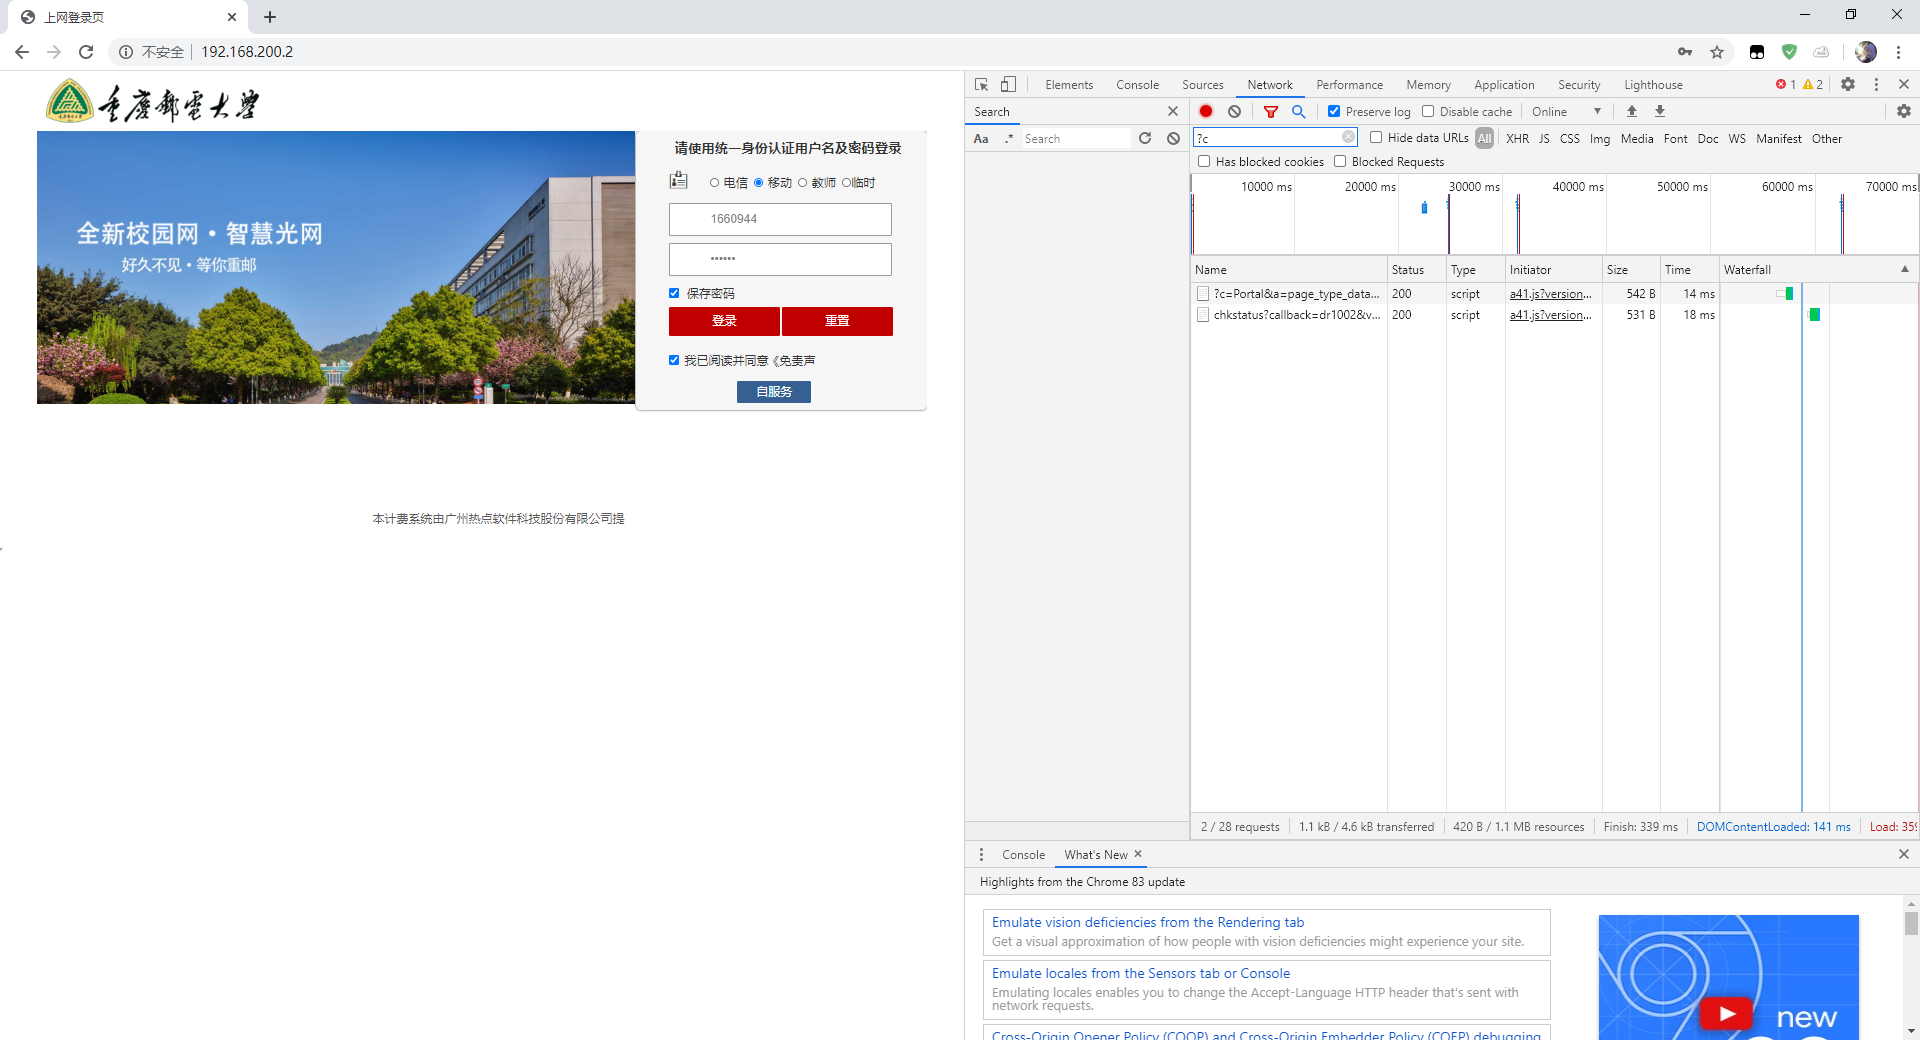 上网登录页
不安全
192.168.200.2
重庆邮电大学
全新校园网·智慧光网
好久不见·等你重邮
请使用统一身份认证用户名及密码登录
电信 移动 教师 临时
1660944
••••••
保存密码
登录 重置
我已阅读并同意《免责声
自服务
本计费系统由广州热点软件科技股份有限公司提
Elements Console Sources Network Performance Memory Application Security Lighthouse 1 2
Search
Aa .* Search
Preserve log Disable cache Online
?c Hide data URLs All XHR JS CSS Img Media Font Doc WS Manifest Other
Has blocked cookies Blocked Requests
10000 ms 20000 ms 30000 ms 40000 ms 50000 ms 60000 ms 70000 ms
Name Status Type Initiator Size Time Waterfall
?c=Portal&a=page_type_data... 200 script a41.js?version... 542 B 14 ms
chkstatus?callback=dr1002&v... 200 script a41.js?version... 531 B 18 ms
2 / 28 requests 1.1 kB / 4.6 kB transferred 420 B / 1.1 MB resources Finish: 339 ms DOMContentLoaded: 141 ms Load: 359
Console What's New
Highlights from the Chrome 83 update
Emulate vision deficiencies from the Rendering tab
Get a visual approximation of how people with vision deficiencies might experience your site.
Emulate locales from the Sensors tab or Console
Emulating locales enables you to change the Accept-Language HTTP header that's sent with
network requests.
Cross-Origin Opener Policy (COOP) and Cross-Origin Embedder Policy (COEP) debugging
new